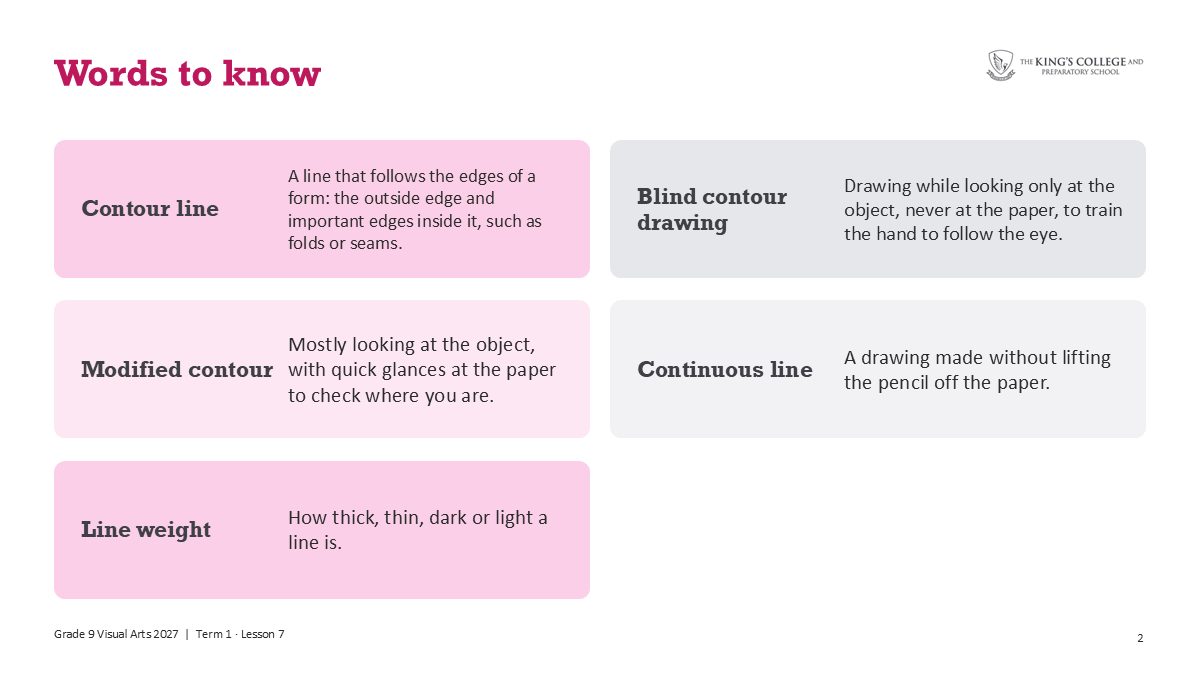 Words to know
THE KING'S COLLEGE AND
PREPARATORY SCHOOL
Contour line
A line that follows the edges of a
form: the outside edge and
important edges inside it, such as
folds or seams.
Blind contour
drawing
Drawing while looking only at the
object, never at the paper, to train
the hand to follow the eye.
Modified contour
Mostly looking at the object,
with quick glances at the paper
to check where you are.
Continuous line
A drawing made without lifting
the pencil off the paper.
Line weight
How thick, thin, dark or light a
line is.
Grade 9 Visual Arts 2027 | Term 1 · Lesson 7
2